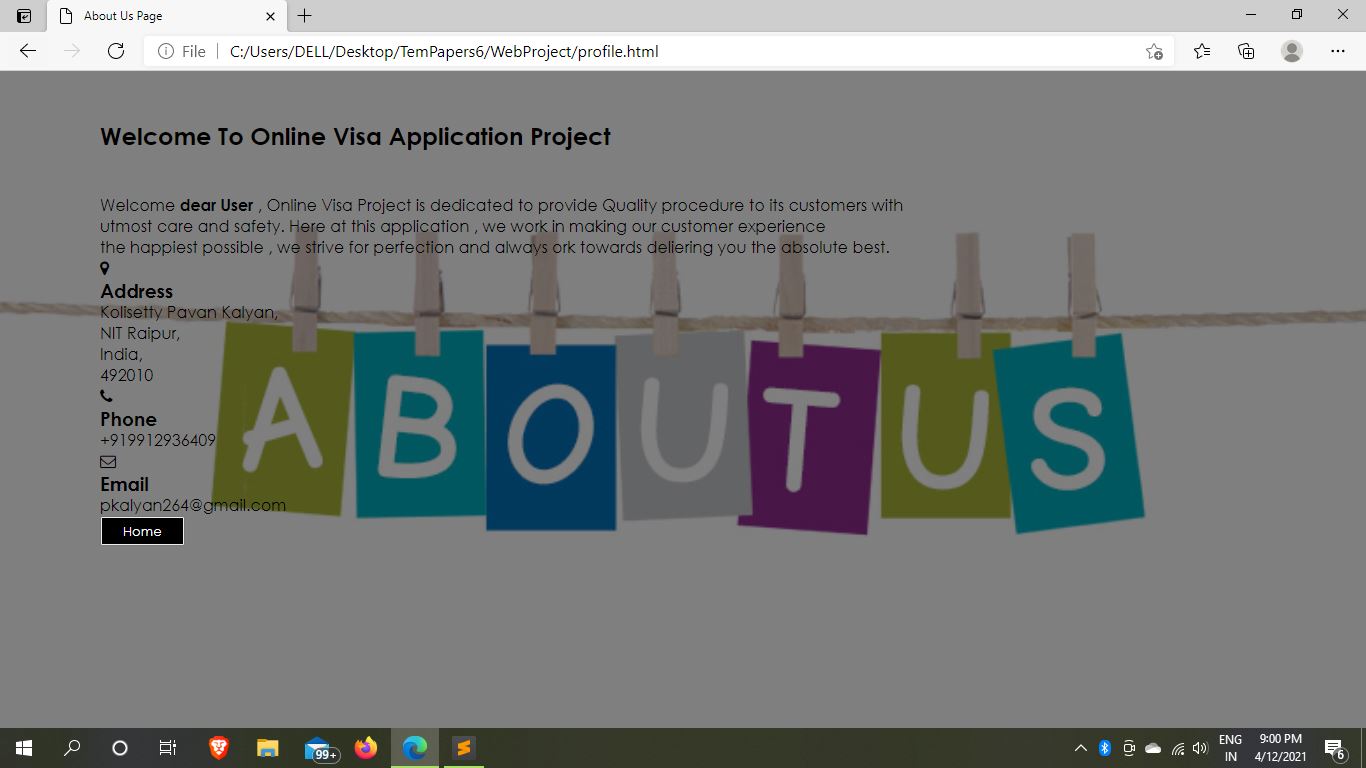 About Us Page
File
C:/Users/DELL/Desktop/TemPapers6/WebProject/profile.html
Welcome To Online Visa Application Project
Welcome dear User , Online Visa Project is dedicated to provide Quality procedure to its customers with
utmost care and safety. Here at this application , we work in making our customer experience
the happiest possible , we strive for perfection and always ork towards deliering you the absolute best.
Address
Kolisetty Pavan Kalyan,
NIT Raipur,
India,
492010
Phone
+919912936409
Email
pkalyan264@gmail.com
Home
A B O U T U S
99+
ENG
IN
9:00 PM
4/12/2021
6